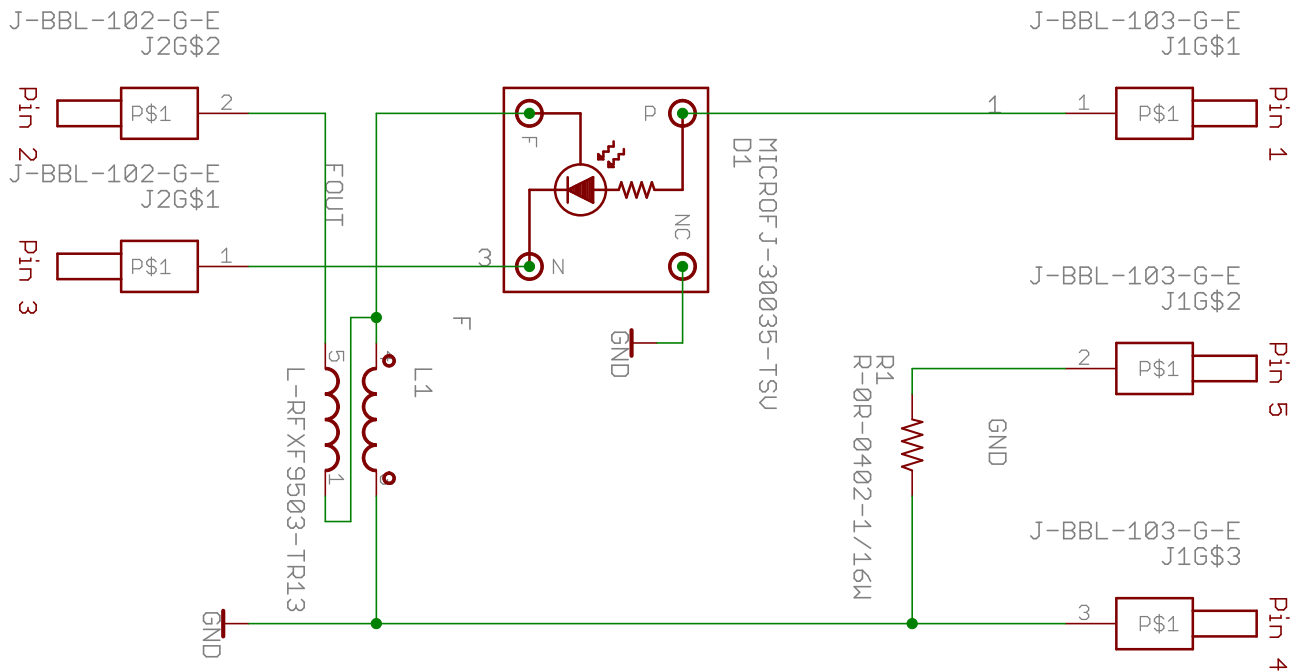 J-BBL-102-G-E
J2G$2
Pin 2
P$1
2
J-BBL-102-G-E
J2G$1
Pin 3
P$1
1
FOUT
3
F
N
P
NC
D1
MICROFJ-30035-TSV
GND
F
L1
L-RFXF9503-TR13
5
1
GND
1
J-BBL-103-G-E
J1G$1
1
P$1
Pin 1
J-BBL-103-G-E
J1G$2
2
P$1
Pin 5
R1
R-0R-0402-1/16W
GND
J-BBL-103-G-E
J1G$3
3
P$1
Pin 4